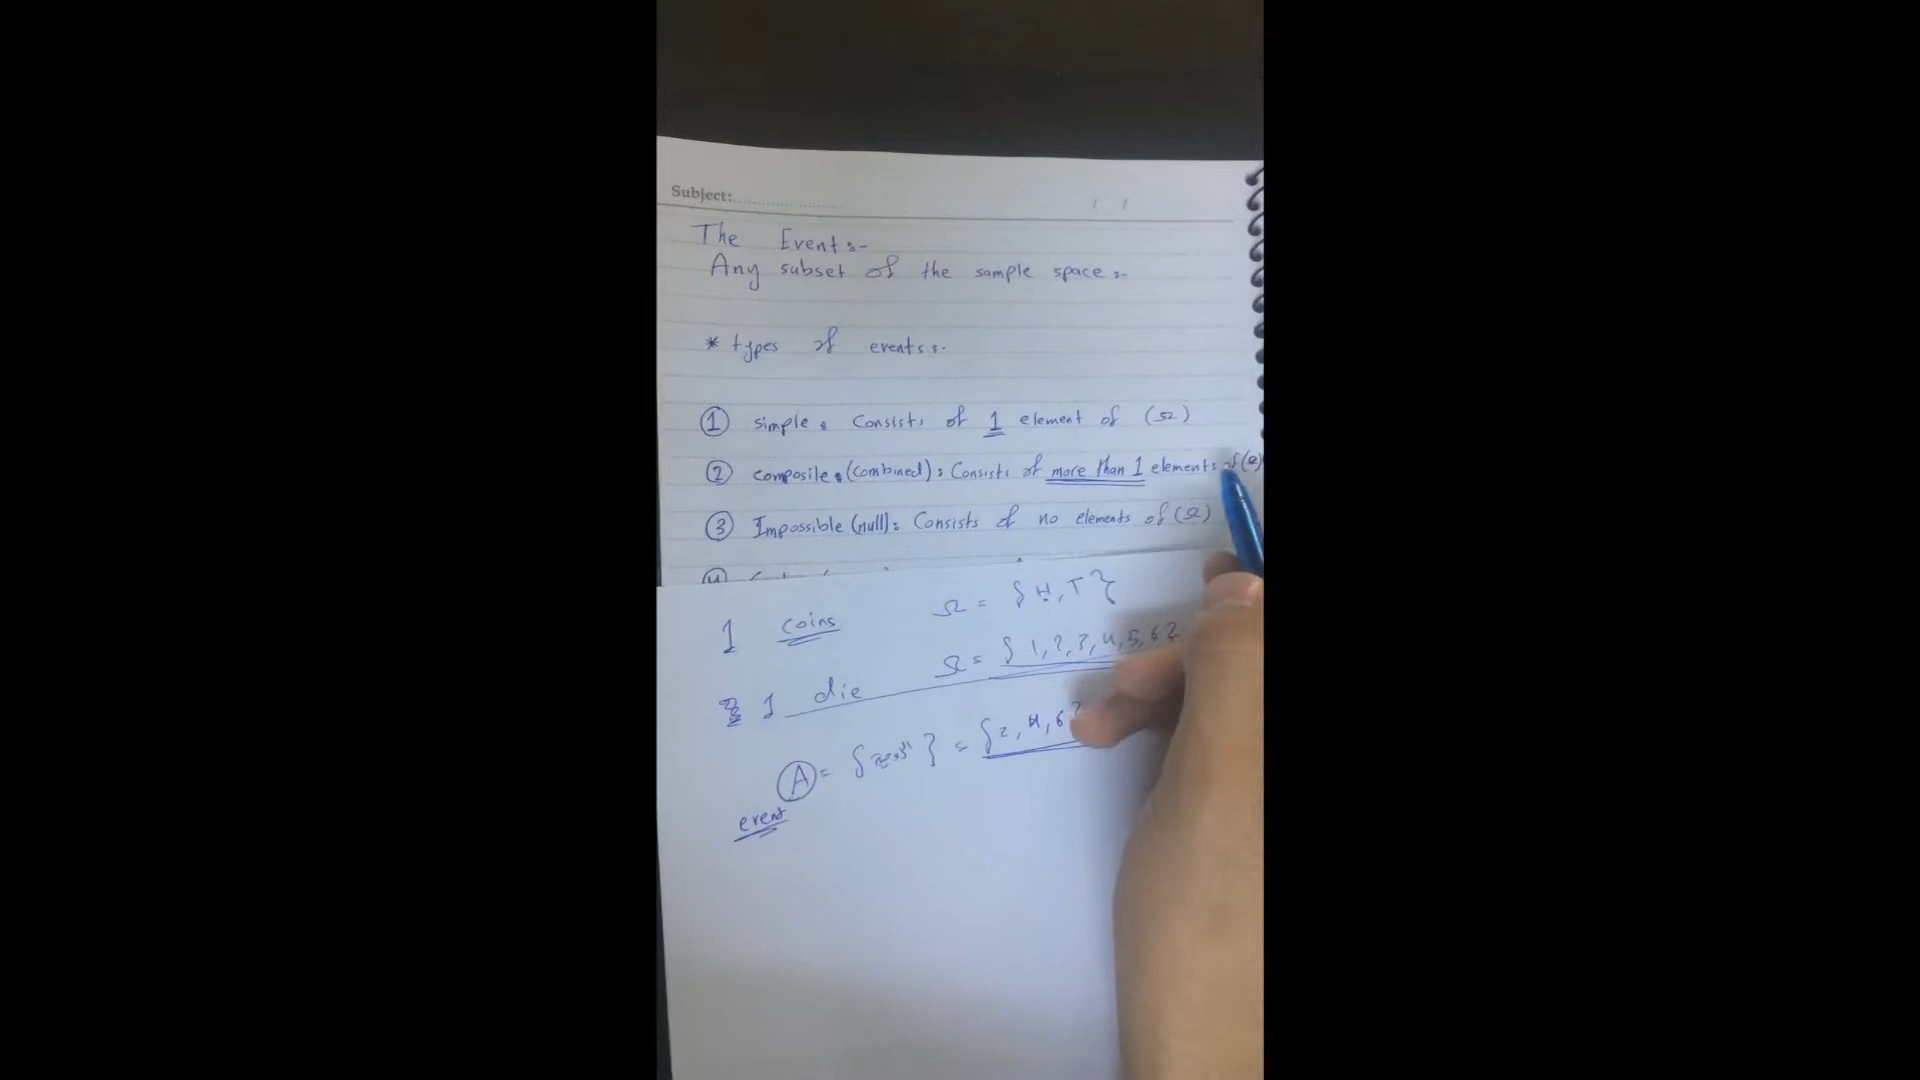 Subject:
The Event:-
Any subset of the sample space:-
* types of events:-
① simple: Consists of 1 element of (Ω)
② composite: (combined): Consists of more than 1 elements of (Ω)
③ Impossible (null): Consists of no elements of (Ω)
1 coins Ω = {H, T}
1 die Ω = {1, 2, 3, 4, 5, 6}
A = { } = {2, 4, 6}
event